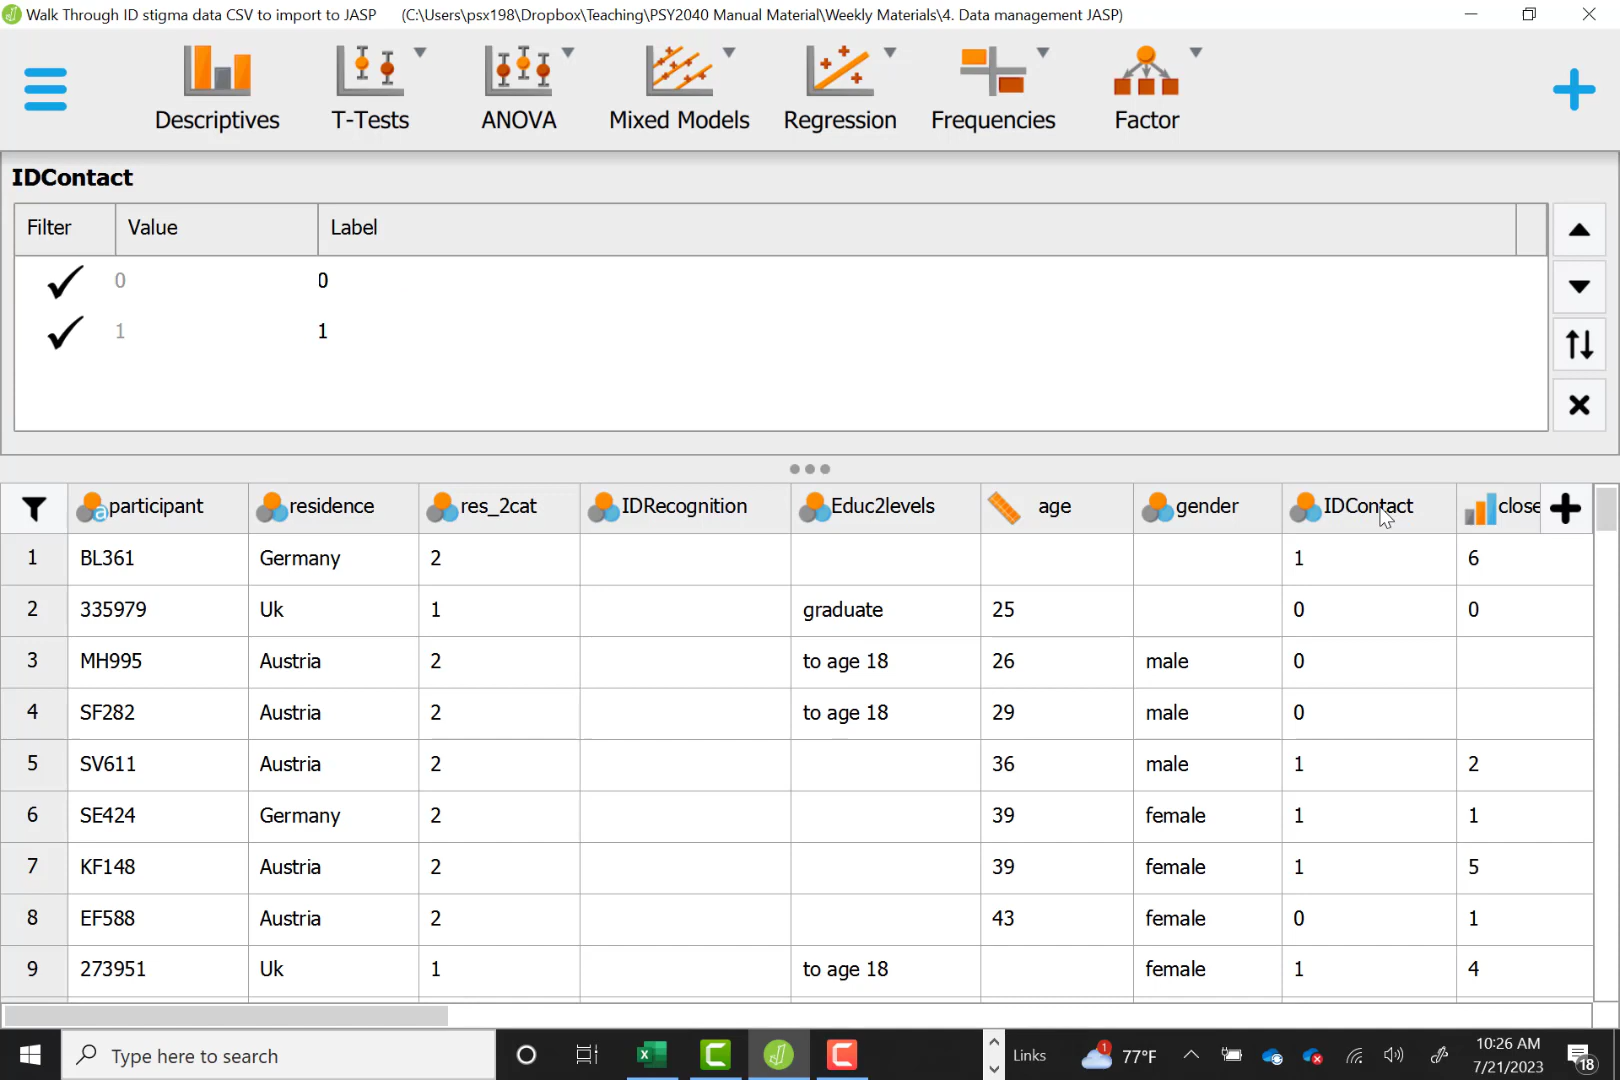 Walk Through ID stigma data CSV to import to JASP (C:\Users\psx198\Dropbox\Teaching\PSY2040 Manual Material\Weekly Materials\4. Data management JASP)
Descriptives T-Tests ANOVA Mixed Models Regression Frequencies Factor
IDContact
Filter Value Label
0 0
1 1
participant residence res_2cat IDRecognition Educ2levels age gender IDContact close
1 BL361 Germany 2 1 6
2 335979 Uk 1 graduate 25 0 0
3 MH995 Austria 2 to age 18 26 male 0
4 SF282 Austria 2 to age 18 29 male 0
5 SV611 Austria 2 36 male 1 2
6 SE424 Germany 2 39 female 1 1
7 KF148 Austria 2 39 female 1 5
8 EF588 Austria 2 43 female 0 1
9 273951 Uk 1 to age 18 female 1 4
Type here to search Links 1 77°F 10:26 AM 18
7/21/2023